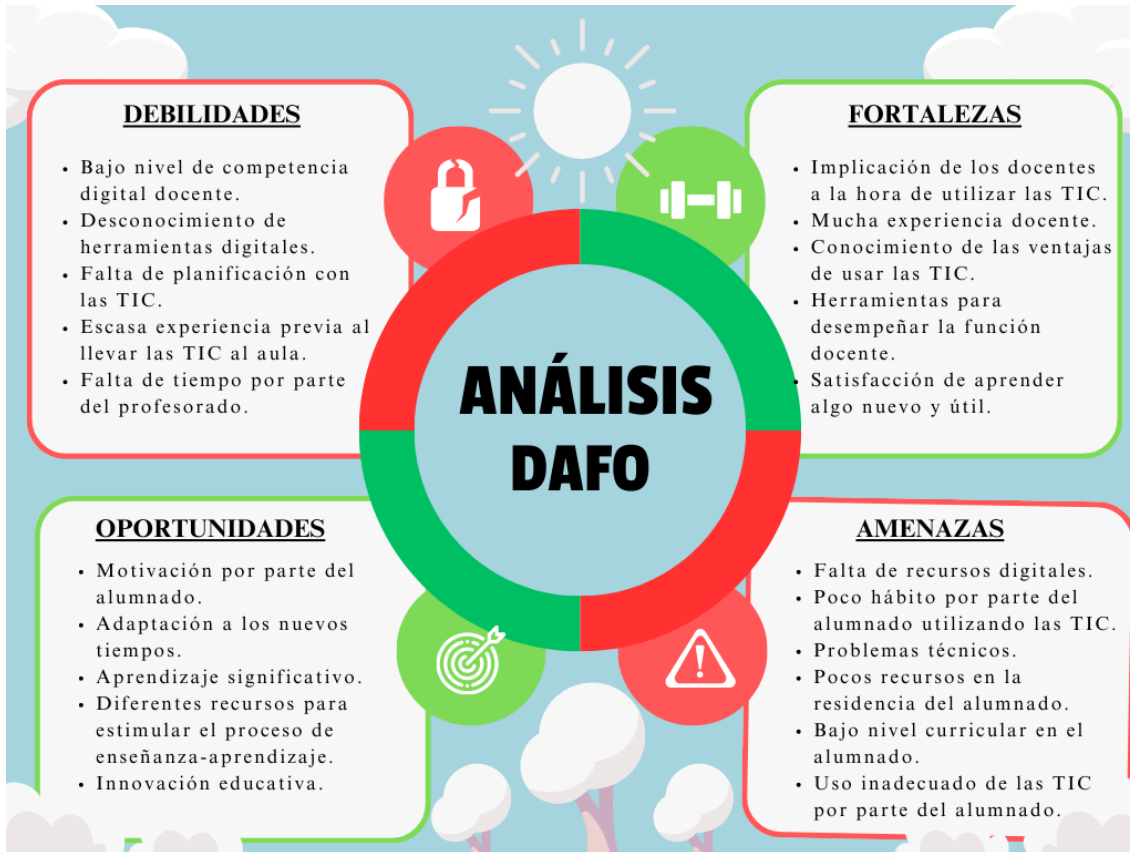 DEBILIDADES
• Bajo nivel de competencia
digital docente.
• Desconocimiento de
herramientas digitales.
• Falta de planificación con
las TIC.
• Escasa experiencia previa al
llevar las TIC al aula.
• Falta de tiempo por parte
del profesorado.
FORTALEZAS
• Implicación de los docentes
a la hora de utilizar las TIC.
• Mucha experiencia docente.
• Conocimiento de las ventajas
de usar las TIC.
• Herramientas para
desempeñar la función
docente.
• Satisfacción de aprender
algo nuevo y útil.
ANÁLISIS
DAFO
OPORTUNIDADES
• Motivación por parte del
alumnado.
• Adaptación a los nuevos
tiempos.
• Aprendizaje significativo.
• Diferentes recursos para
estimular el proceso de
enseñanza-aprendizaje.
• Innovación educativa.
AMENAZAS
• Falta de recursos digitales.
• Poco hábito por parte del
alumnado utilizando las TIC.
• Problemas técnicos.
• Pocos recursos en la
residencia del alumnado.
• Bajo nivel curricular en el
alumnado.
• Uso inadecuado de las TIC
por parte del alumnado.